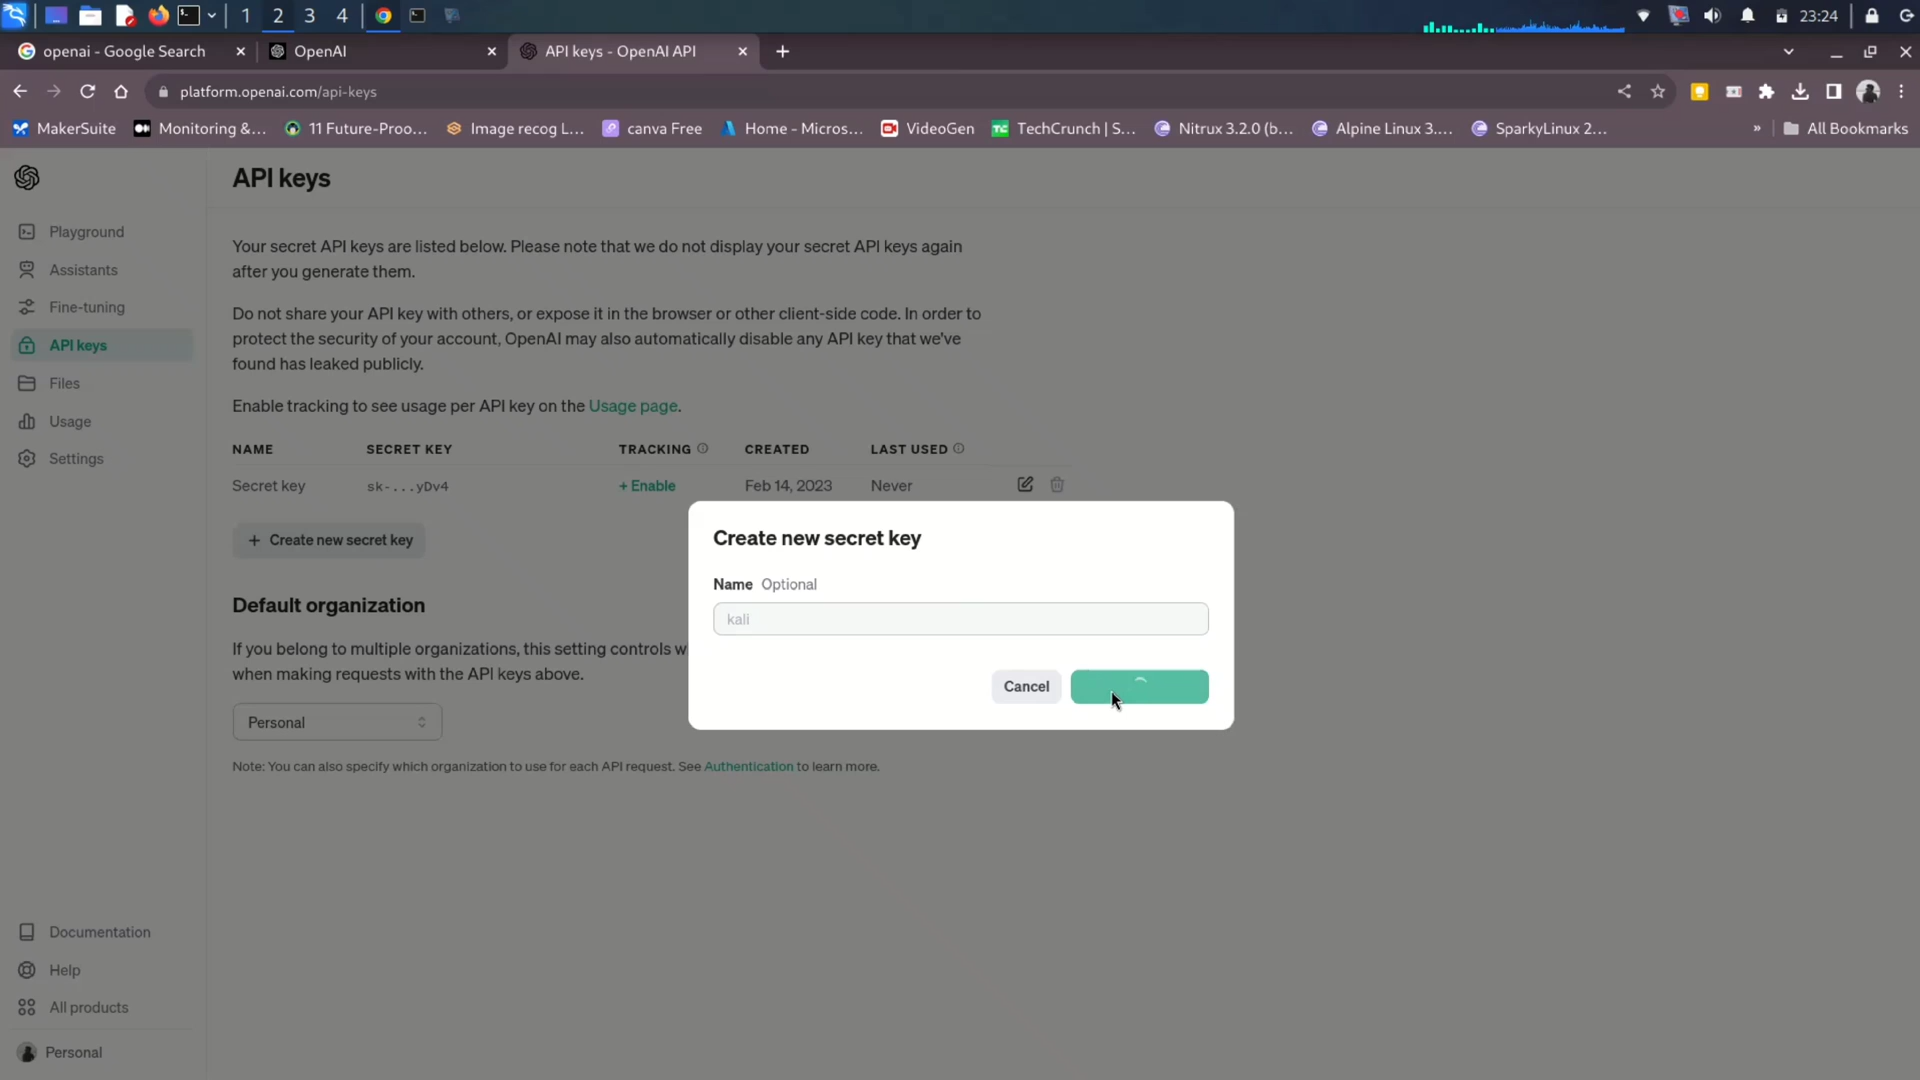 1 2 3 4 23:24
openai - Google Search OpenAI API keys - OpenAI API
platform.openai.com/api-keys
MakerSuite Monitoring &... 11 Future-Proo... Image recog L... canva Free Home - Micros... VideoGen TechCrunch | S... Nitrux 3.2.0 (b... Alpine Linux 3.... SparkyLinux 2... » All Bookmarks
API keys
Playground
Assistants
Fine-tuning
API keys
Files
Usage
Settings
Your secret API keys are listed below. Please note that we do not display your secret API keys again
after you generate them.
Do not share your API key with others, or expose it in the browser or other client-side code. In order to
protect the security of your account, OpenAI may also automatically disable any API key that we've
found has leaked publicly.
Enable tracking to see usage per API key on the Usage page.
NAME SECRET KEY TRACKING CREATED LAST USED
Secret key sk-...yDv4 + Enable Feb 14, 2023 Never
+ Create new secret key
Default organization
If you belong to multiple organizations, this setting controls w
when making requests with the API keys above.
Personal
Note: You can also specify which organization to use for each API request. See Authentication to learn more.
Create new secret key
Name Optional
kali
Cancel
Documentation
Help
All products
Personal